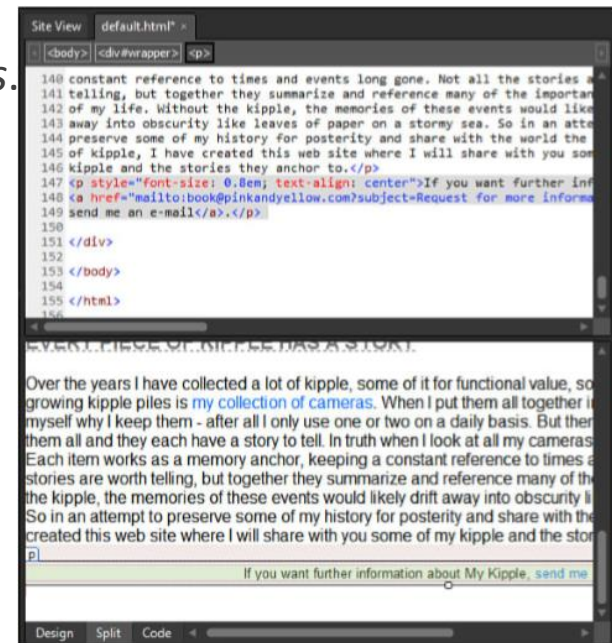 s.
Site View default.html* ×
<body> <div#wrapper> <p>
140 constant reference to times and events long gone. Not all the stories a
141 telling, but together they summarize and reference many of the importan
142 of my life. Without the kipple, the memories of these events would like
143 away into obscurity like leaves of paper on a stormy sea. So in an atte
144 preserve some of my history for posterity and share with the world the
145 of kipple, I have created this web site where I will share with you som
146 kipple and the stories they anchor to.</p>
147 <p style="font-size: 0.8em; text-align: center">If you want further inf
148 <a href="mailto:book@pinkandyellow.com?subject=Request for more informa
149 send me an e-mail</a>.</p>
150
151 </div>
152
153 </body>
154
155 </html>
156
EVERY PIECE OF KIPPLE HAS A STORY
Over the years I have collected a lot of kipple, some of it for functional value, so
growing kipple piles is my collection of cameras. When I put them all together i
myself why I keep them - after all I only use one or two on a daily basis. But ther
them all and they each have a story to tell. In truth when I look at all my cameras
Each item works as a memory anchor, keeping a constant reference to times a
stories are worth telling, but together they summarize and reference many of th
the kipple, the memories of these events would likely drift away into obscurity li
So in an attempt to preserve some of my history for posterity and share with the
created this web site where I will share with you some of my kipple and the stor
p
If you want further information about My Kipple, send me
Design Split Code